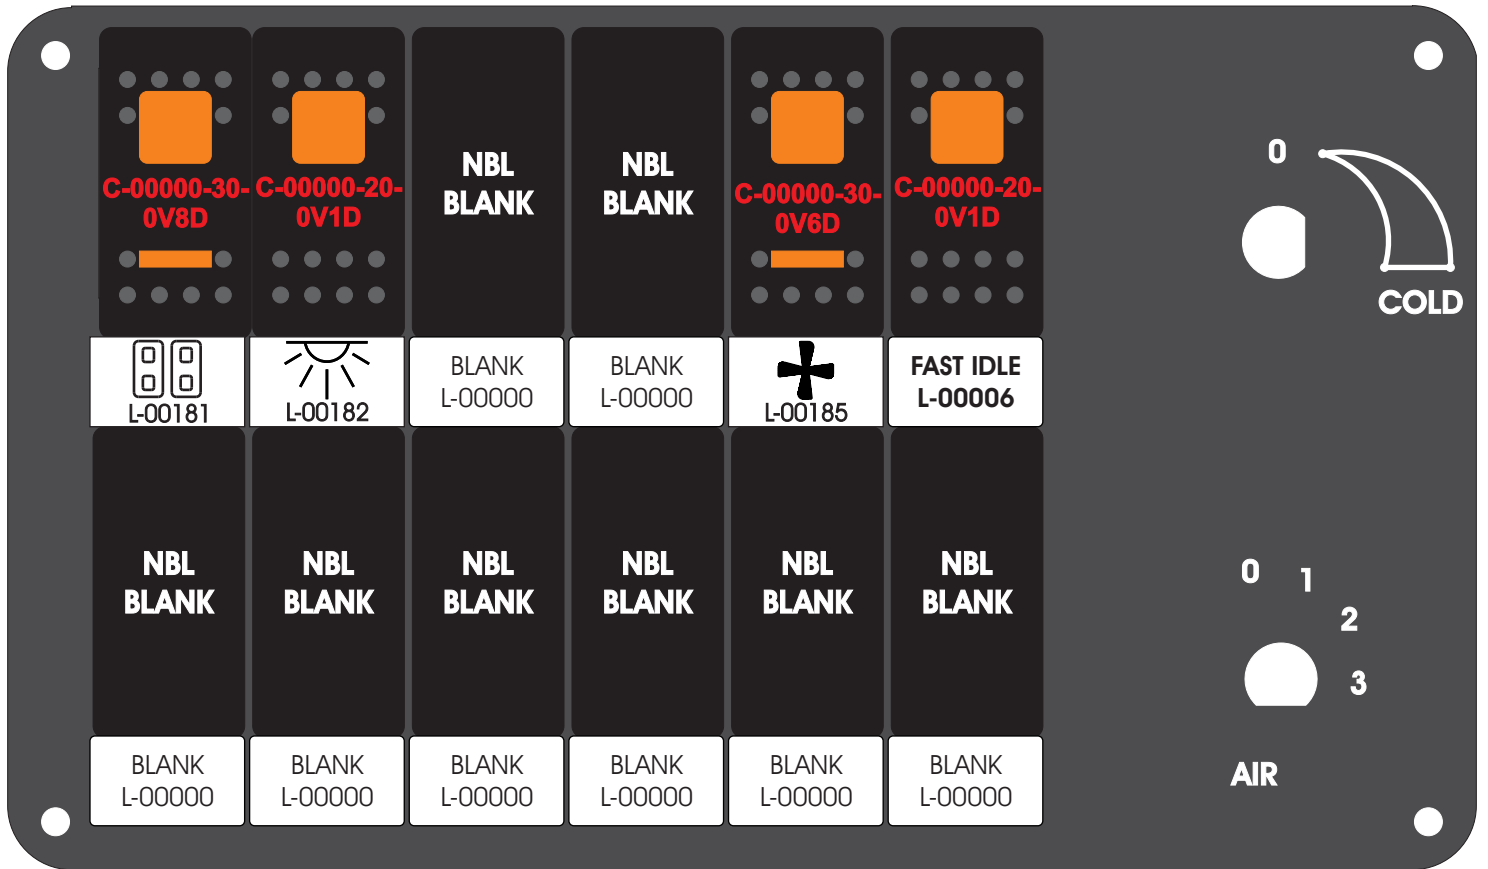 C-00000-30-
0V8D
C-00000-20-
0V1D
NBL
BLANK
NBL
BLANK
C-00000-30-
0V6D
C-00000-20-
0V1D
0
COLD
L-00181
L-00182
BLANK
L-00000
BLANK
L-00000
L-00185
FAST IDLE
L-00006
NBL
BLANK
NBL
BLANK
NBL
BLANK
NBL
BLANK
NBL
BLANK
NBL
BLANK
0
1
2
3
AIR
BLANK
L-00000
BLANK
L-00000
BLANK
L-00000
BLANK
L-00000
BLANK
L-00000
BLANK
L-00000